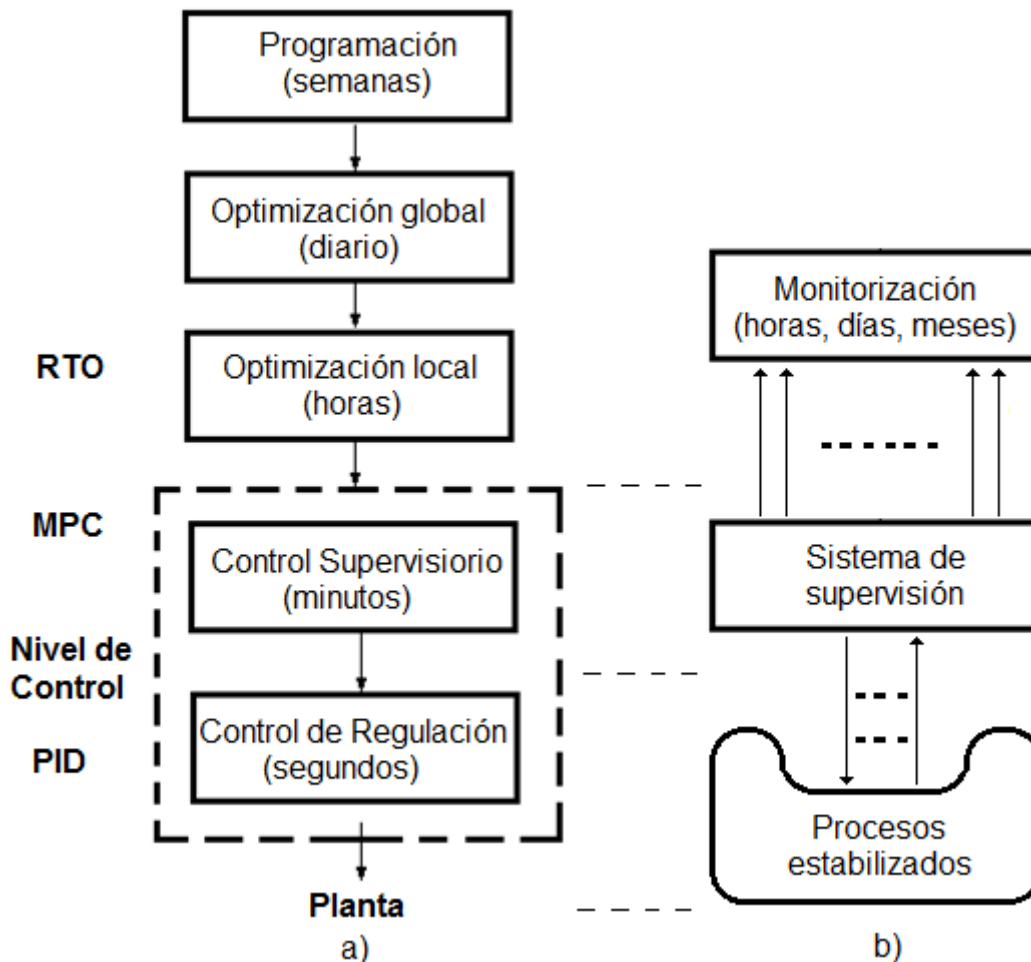 Programación
(semanas)
Optimización global
(diario)
RTO
Optimización local
(horas)
MPC
Control Supervisiorio
(minutos)
Nivel de
Control
Control de Regulación
(segundos)
PID
Planta
a)
Monitorización
(horas, días, meses)
Sistema de
supervisión
Procesos
estabilizados
b)